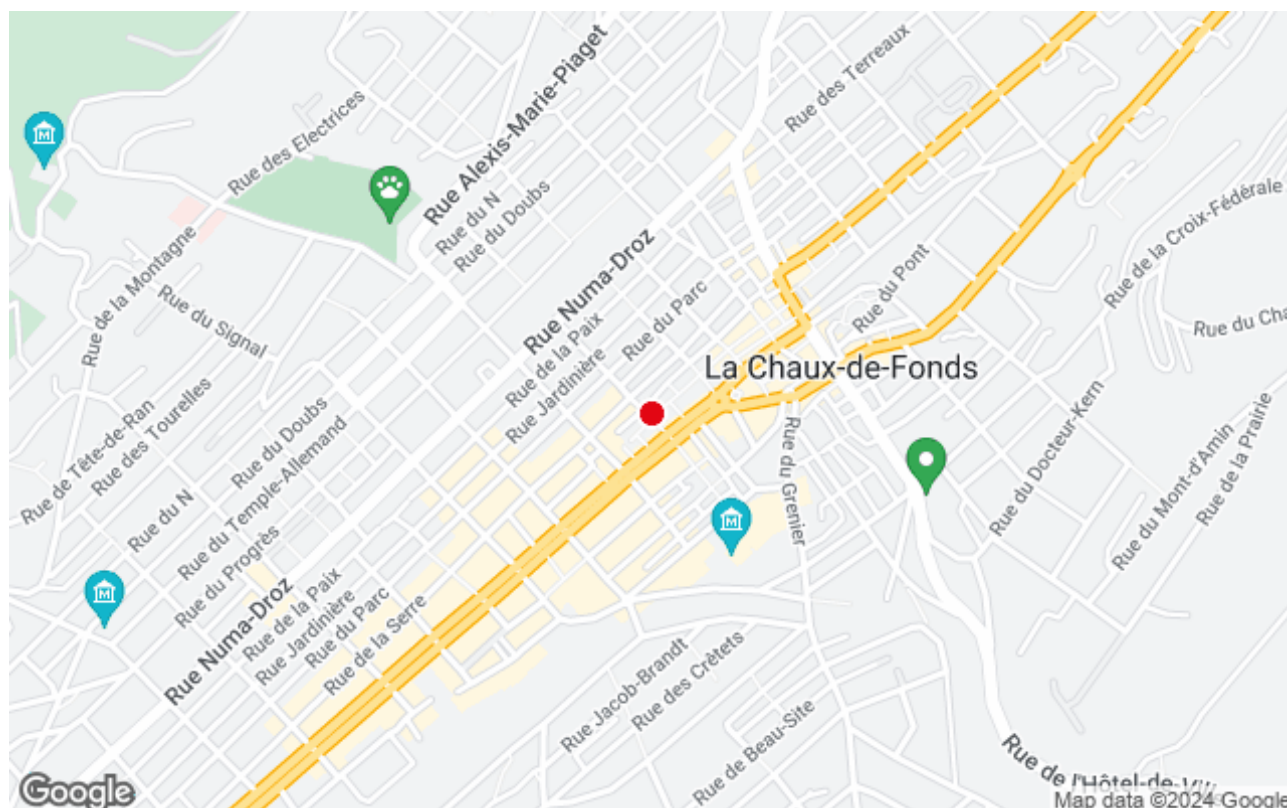 Rue des Terreaux
Rue Alexis-Marie-Piaget
Rue des Electrices
Rue du N
Rue du Doubs
Rue de la Montagne
Rue du Signal
Rue Numa-Droz
Rue du Parc
Rue de la Paix
Rue Jardinière
Rue du Pont
Rue de la Croix-Fédérale
Rue du Cha
La Chaux-de-Fonds
Rue de Tête-de-Ran
Rue des Tourelles
Rue du Doubs
Rue du Temple-Allemand
Rue du N
Rue du Progrès
Rue du Grenier
Rue du Docteur-Kern
Rue du Mont-d'Amin
Rue de la Prairie
Rue Numa-Droz
Rue de la Paix
Rue Jardinière
Rue du Parc
Rue de la Serre
Rue Jacob-Brandt
Rue des Crêtets
Rue de Beau-Site
Rue de
l'Hôtel-de-Vill
M
M
M
Google
Map data ©2024 Google